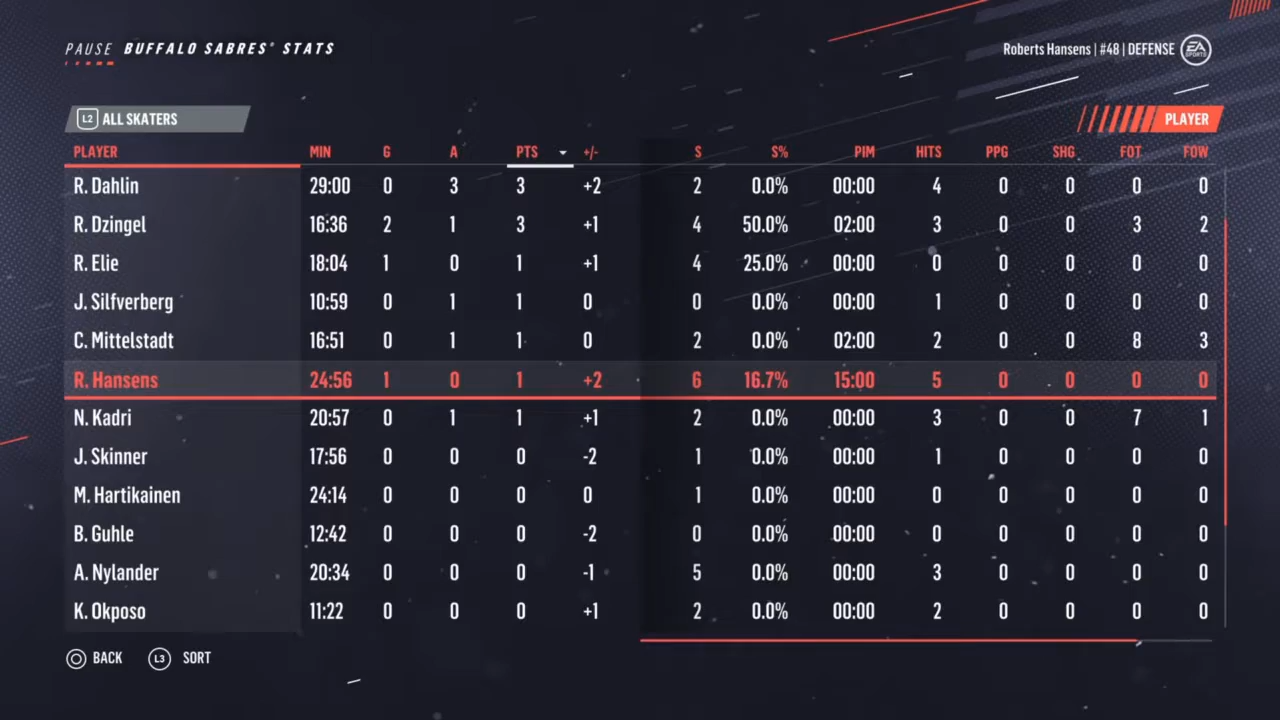 PAUSE BUFFALO SABRES® STATS
Roberts Hansens | #48 | DEFENSE EA SPORTS
L2 ALL SKATERS
PLAYER
PLAYER MIN G A PTS +/- S S% PIM HITS PPG SHG FOT FOW
R. Dahlin 29:00 0 3 3 +2 2 0.0% 00:00 4 0 0 0 0
R. Dzingel 16:36 2 1 3 +1 4 50.0% 02:00 3 0 0 3 2
R. Elie 18:04 1 0 1 +1 4 25.0% 00:00 0 0 0 0 0
J. Silfverberg 10:59 0 1 1 0 0 0.0% 00:00 1 0 0 0 0
C. Mittelstadt 16:51 0 1 1 0 2 0.0% 02:00 2 0 0 8 3
R. Hansens 24:56 1 0 1 +2 6 16.7% 15:00 5 0 0 0 0
N. Kadri 20:57 0 1 1 +1 2 0.0% 00:00 3 0 0 7 1
J. Skinner 17:56 0 0 0 -2 1 0.0% 00:00 1 0 0 0 0
M. Hartikainen 24:14 0 0 0 0 1 0.0% 00:00 0 0 0 0 0
B. Guhle 12:42 0 0 0 -2 0 0.0% 00:00 0 0 0 0 0
A. Nylander 20:34 0 0 0 -1 5 0.0% 00:00 3 0 0 0 0
K. Okposo 11:22 0 0 0 +1 2 0.0% 00:00 2 0 0 0 0
BACK L3 SORT